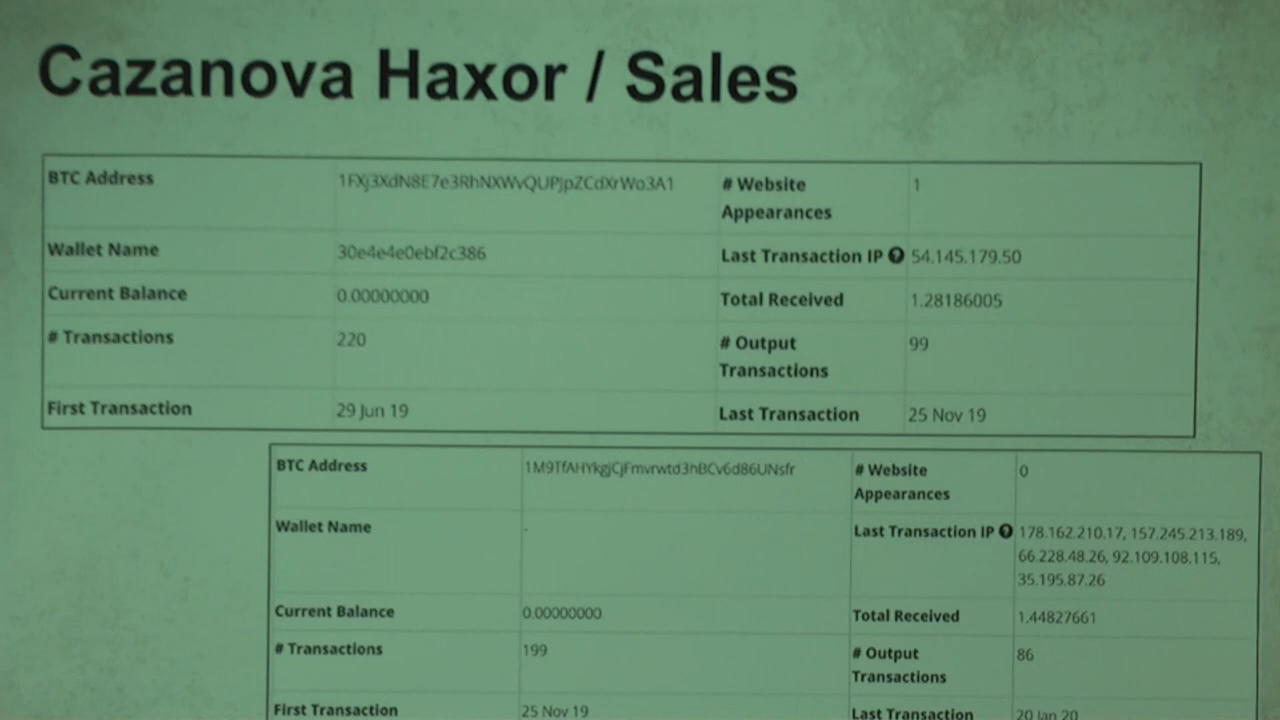 Cazanova Haxor / Sales
BTC Address 1FXj3XdN8E7e3RhNXWvQUPJpZCdXrWo3A1 # Website Appearances 1
Wallet Name 30e4e4e0ebf2c386 Last Transaction IP 54.145.179.50
Current Balance 0.00000000 Total Received 1.28186005
# Transactions 220 # Output Transactions 99
First Transaction 29 Jun 19 Last Transaction 25 Nov 19
BTC Address 1M9TfAHYkgjCjFmvrwtd3hBCv6d86UNsfr # Website Appearances 0
Wallet Name - Last Transaction IP 178.162.210.17, 157.245.213.189,
66.228.48.26, 92.109.108.115,
35.195.87.26
Current Balance 0.00000000 Total Received 1.44827661
# Transactions 199 # Output Transactions 86
First Transaction 25 Nov 19 Last Transaction 20 Jan 20